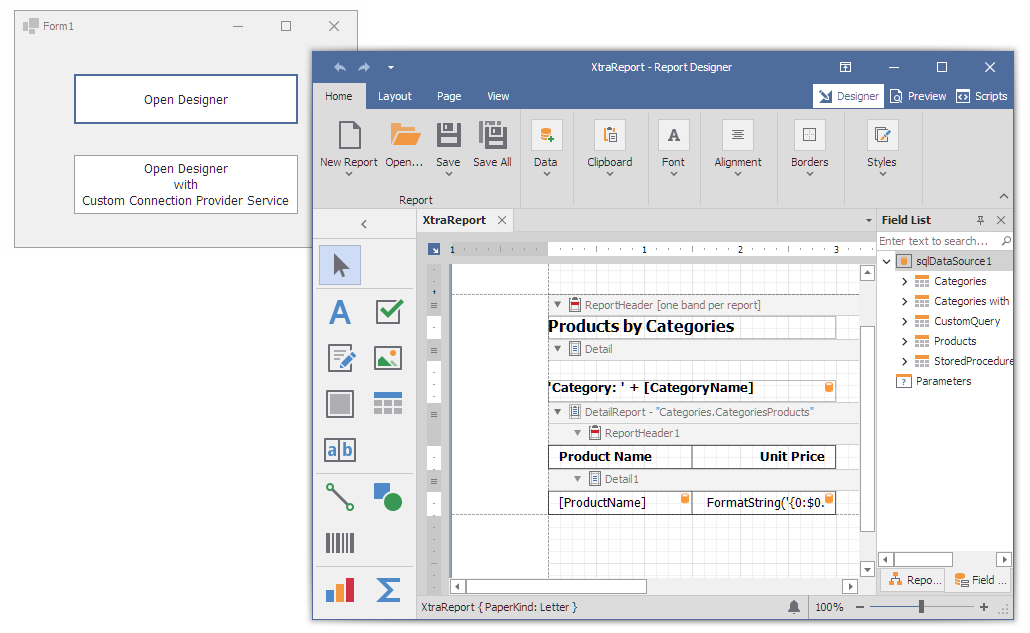 Form1
Open Designer
Open Designer
with
Custom Connection Provider Service
XtraReport - Report Designer
Home Layout Page View Designer Preview Scripts
New Report Open... Save Save All Data Clipboard Font Alignment Borders Styles
Report
XtraReport
Field List
Enter text to search...
1 1 2 3
sqlDataSource1
Categories
Categories with
CustomQuery
Products
StoredProcedure
Parameters
ReportHeader [one band per report]
Products by Categories
Detail
'Category: ' + [CategoryName]
DetailReport - "Categories.CategoriesProducts"
ReportHeader1
Product Name Unit Price
Detail1
[ProductName] FormatString('{0:$0.
Repo... Field ...
XtraReport { PaperKind: Letter } 100%